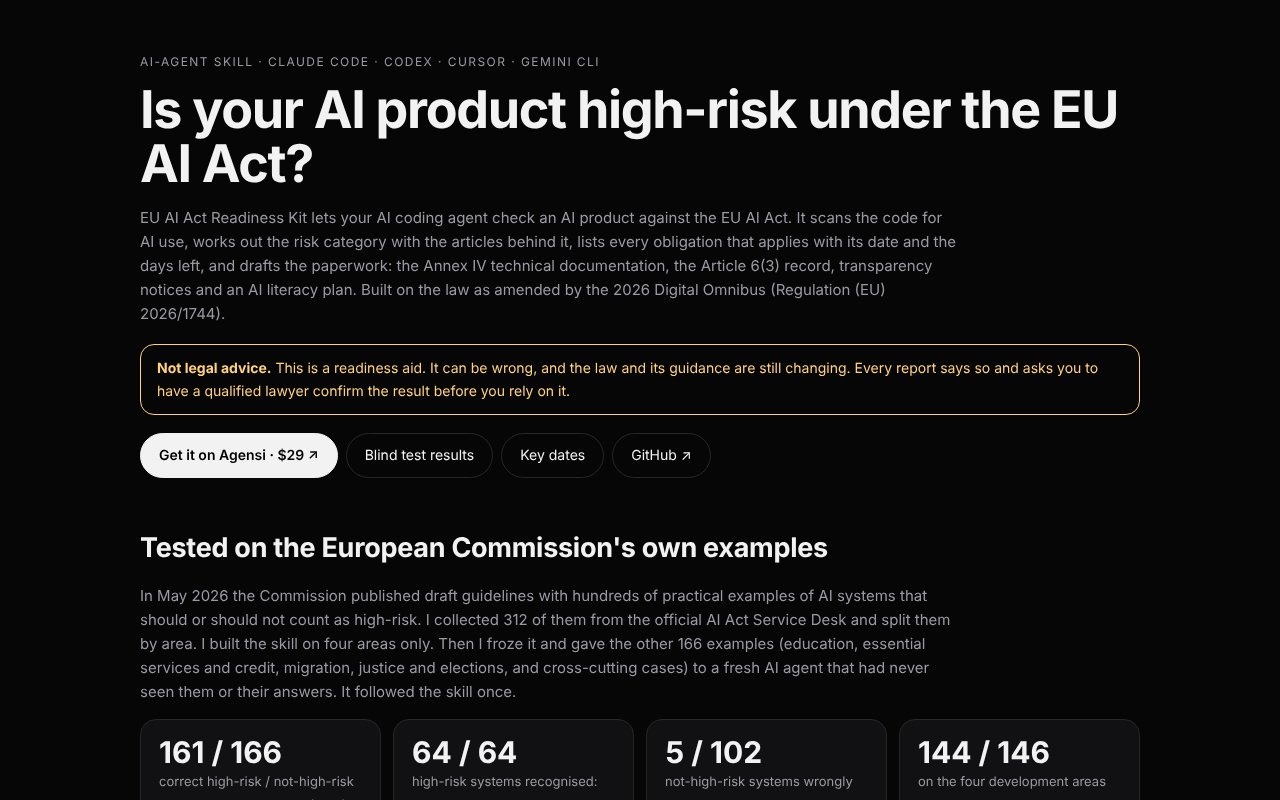 AI-AGENT SKILL · CLAUDE CODE · CODEX · CURSOR · GEMINI CLI
Is your AI product high-risk under the EU
AI Act?
EU AI Act Readiness Kit lets your AI coding agent check an AI product against the EU AI Act. It scans the code for
AI use, works out the risk category with the articles behind it, lists every obligation that applies with its date and the
days left, and drafts the paperwork: the Annex IV technical documentation, the Article 6(3) record, transparency
notices and an AI literacy plan. Built on the law as amended by the 2026 Digital Omnibus (Regulation (EU)
2026/1744).
Not legal advice. This is a readiness aid. It can be wrong, and the law and its guidance are still changing. Every report says so and asks you to
have a qualified lawyer confirm the result before you rely on it.
Get it on Agensi · $29 ↗ Blind test results Key dates GitHub ↗
Tested on the European Commission's own examples
In May 2026 the Commission published draft guidelines with hundreds of practical examples of AI systems that
should or should not count as high-risk. I collected 312 of them from the official AI Act Service Desk and split them
by area. I built the skill on four areas only. Then I froze it and gave the other 166 examples (education, essential
services and credit, migration, justice and elections, and cross-cutting cases) to a fresh AI agent that had never
seen them or their answers. It followed the skill once.
161 / 166 64 / 64 5 / 102 144 / 146
correct high-risk / not-high-risk high-risk systems recognised: not-high-risk systems wrongly on the four development areas